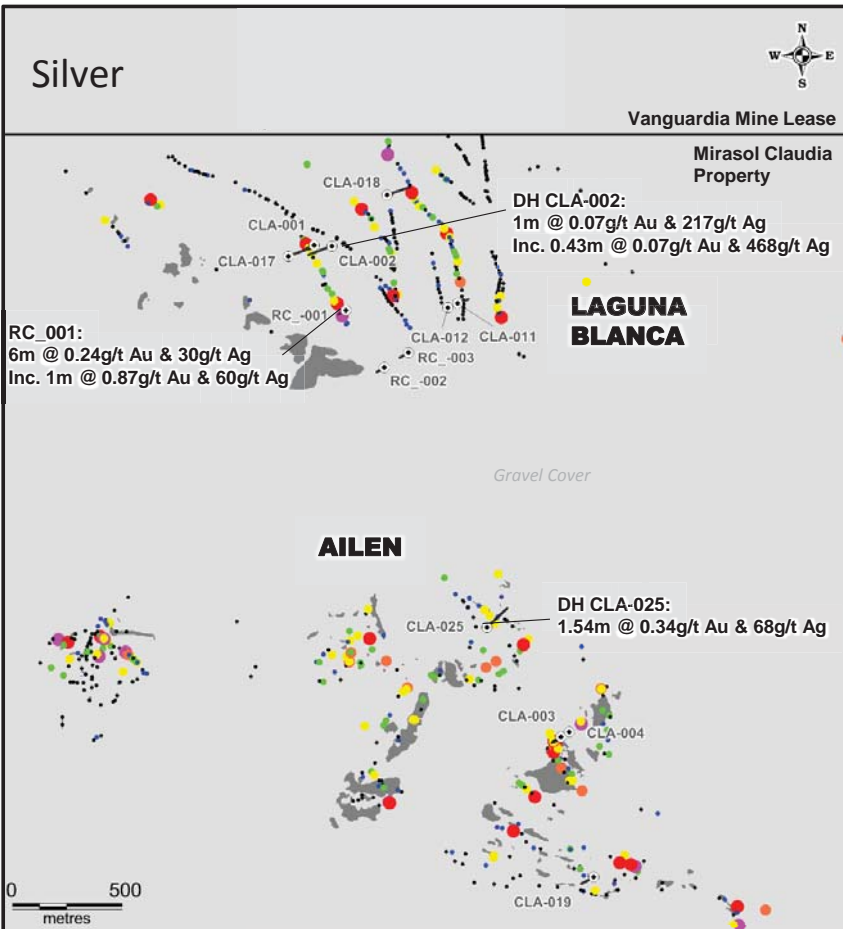 Silver
N
W E
S
Vanguardia Mine Lease
Mirasol Claudia
Property
CLA-018
DH CLA-002:
1m @ 0.07g/t Au & 217g/t Ag
Inc. 0.43m @ 0.07g/t Au & 468g/t Ag
CLA-001
CLA-017
CLA-002
RC_-001
LAGUNA
BLANCA
CLA-012
CLA-011
RC_001:
6m @ 0.24g/t Au & 30g/t Ag
Inc. 1m @ 0.87g/t Au & 60g/t Ag
RC_-003
RC_-002
Gravel Cover
AILEN
DH CLA-025:
1.54m @ 0.34g/t Au & 68g/t Ag
CLA-025
CLA-003
CLA-004
CLA-019
0 500
metres